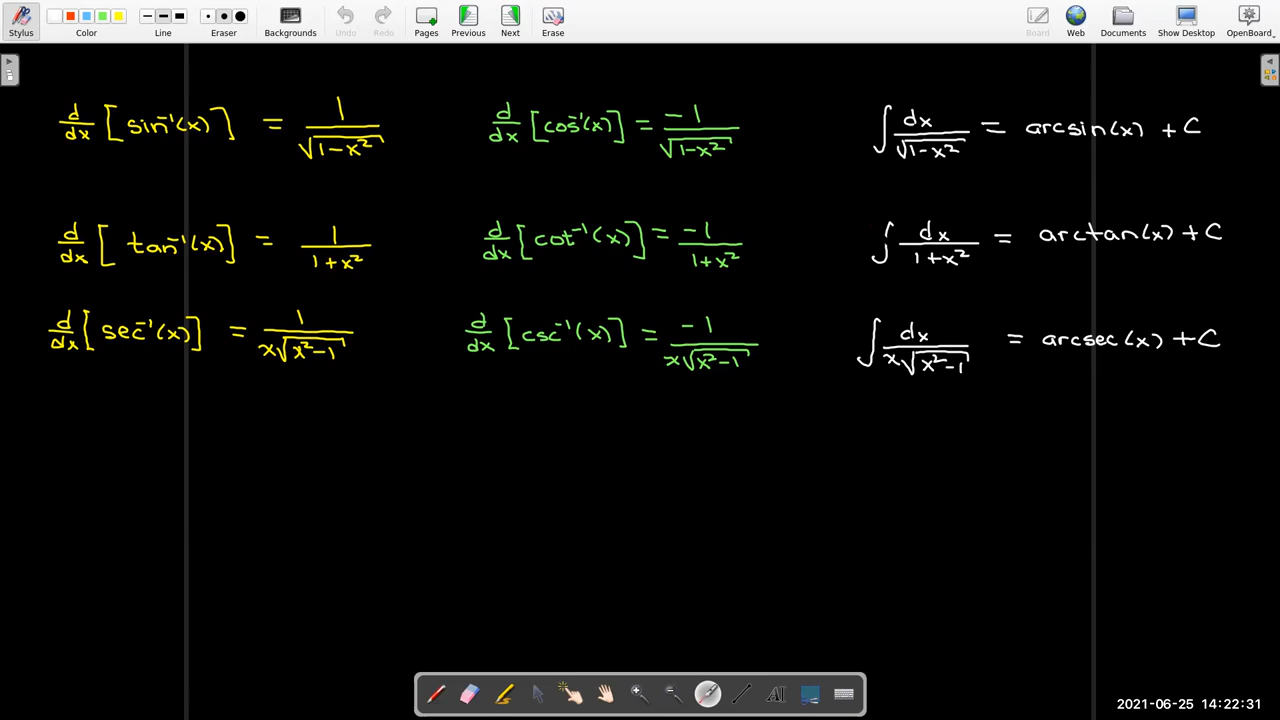 Stylus Color Line Eraser Backgrounds Undo Redo Pages Previous Next Erase Board Web Documents Show Desktop OpenBoard
d/dx [sin⁻¹(x)] = 1/√(1-x²)
d/dx [cos⁻¹(x)] = -1/√(1-x²)
∫ dx/√(1-x²) = arcsin(x) + C
d/dx [tan⁻¹(x)] = 1/(1+x²)
d/dx [cot⁻¹(x)] = -1/(1+x²)
∫ dx/(1+x²) = arctan(x) + C
d/dx [sec⁻¹(x)] = 1/(x√(x²-1))
d/dx [csc⁻¹(x)] = -1/(x√(x²-1))
∫ dx/(x√(x²-1)) = arcsec(x) + C
AI
2021-06-25 14:22:31